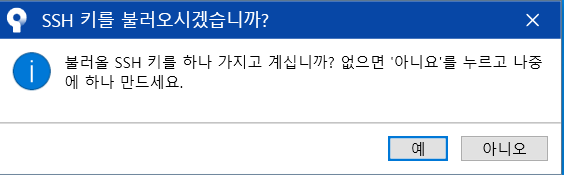 SSH 키를 불러오시겠습니까?
불러올 SSH 키를 하나 가지고 계십니까? 없으면 '아니요'를 누르고 나중
에 하나 만드세요.
예
아니오